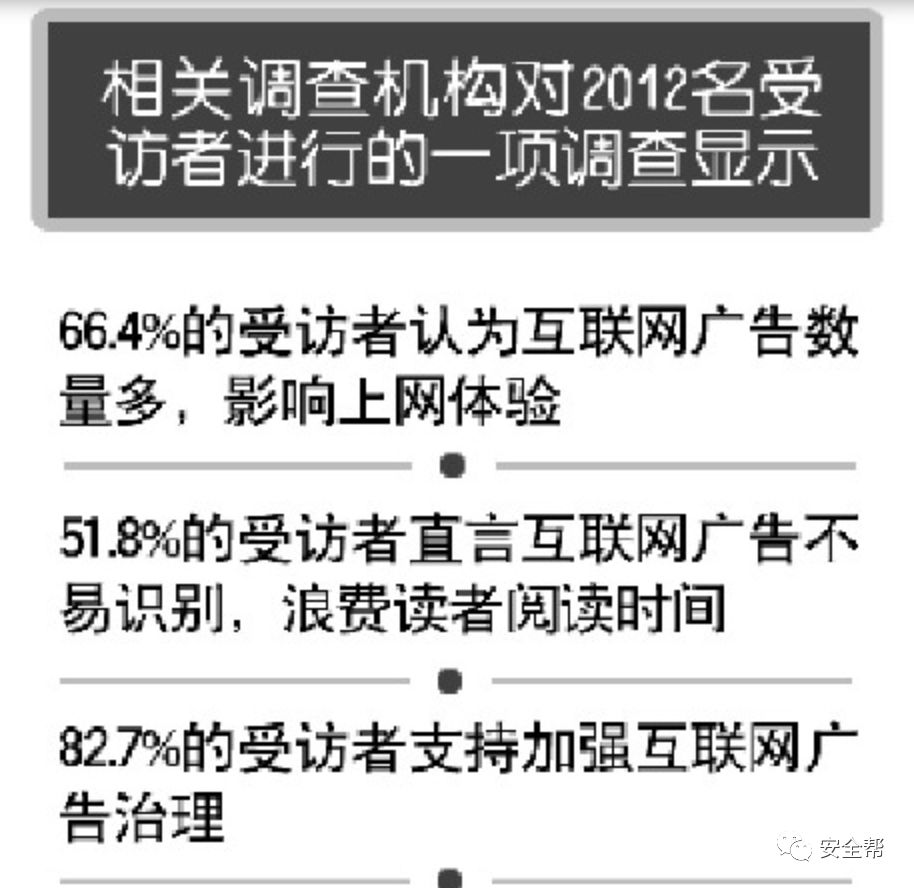 相关调查机构对2012名受
访者进行的一项调查显示
66.4%的受访者认为互联网广告数
量多，影响上网体验
51.8%的受访者直言互联网广告不
易识别，浪费读者阅读时间
82.7%的受访者支持加强互联网广
告治理
安全帮